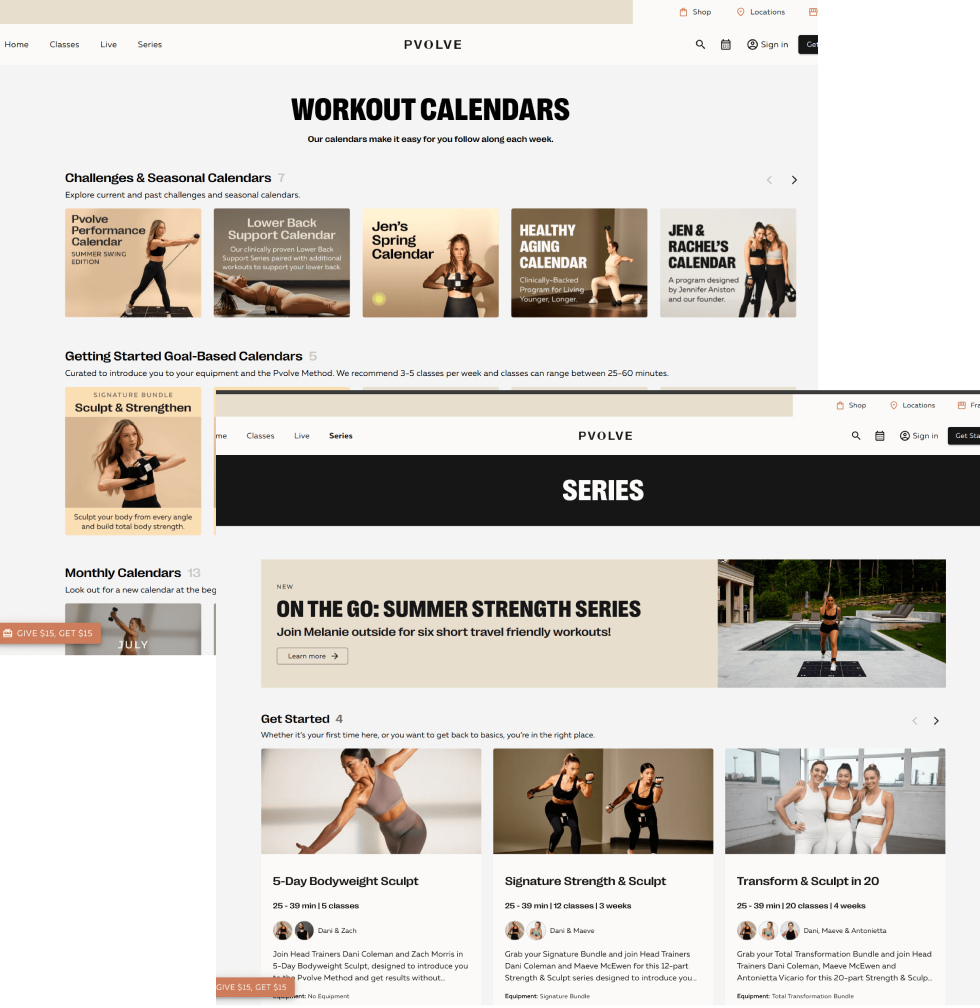 Shop Locations
Home Classes Live Series PVOLVE Sign in Get
WORKOUT CALENDARS
Our calendars make it easy for you follow along each week.
Challenges & Seasonal Calendars 7
Explore current and past challenges and seasonal calendars.
Pvolve
Performance
Calendar
SUMMER SWING
EDITION
Lower Back
Support Calendar
Our clinically proven Lower Back
Support Series paired with additional
workouts to support your lower back.
Jen's
Spring
Calendar
HEALTHY
AGING
CALENDAR
Clinically-Backed
Program for Living
Younger, Longer.
JEN &
RACHEL'S
CALENDAR
A program designed
by Jennifer Aniston
and our founder.
Getting Started Goal-Based Calendars 5
Curated to introduce you to your equipment and the Pvolve Method. We recommend 3-5 classes per week and classes can range between 25-60 minutes.
SIGNATURE BUNDLE
Sculpt & Strengthen
Sculpt your body from every angle
and build total body strength.
Monthly Calendars 13
Look out for a new calendar at the beg
JULY
GIVE $15, GET $15
Shop Locations Fra
me Classes Live Series PVOLVE Sign in Get Sta
SERIES
NEW
ON THE GO: SUMMER STRENGTH SERIES
Join Melanie outside for six short travel friendly workouts!
Learn more
Get Started 4
Whether it's your first time here, or you want to get back to basics, you're in the right place.
5-Day Bodyweight Sculpt
25 - 39 min | 5 classes
Dani & Zach
Join Head Trainers Dani Coleman and Zach Morris in
5-Day Bodyweight Sculpt, designed to introduce you
to the Pvolve Method and get results without...
Equipment: No Equipment
Signature Strength & Sculpt
25 - 39 min | 12 classes | 3 weeks
Dani & Maeve
Grab your Signature Bundle and join Head Trainers
Dani Coleman and Maeve McEwen for this 12-part
Strength & Sculpt series designed to introduce you...
Equipment: Signature Bundle
Transform & Sculpt in 20
25 - 39 min | 20 classes | 4 weeks
Dani, Maeve & Antonietta
Grab your Total Transformation Bundle and join Head
Trainers Dani Coleman, Maeve McEwen and
Antonietta Vicario for this 20-part Strength & Sculp...
Equipment: Total Transformation Bundle
GIVE $15, GET $15